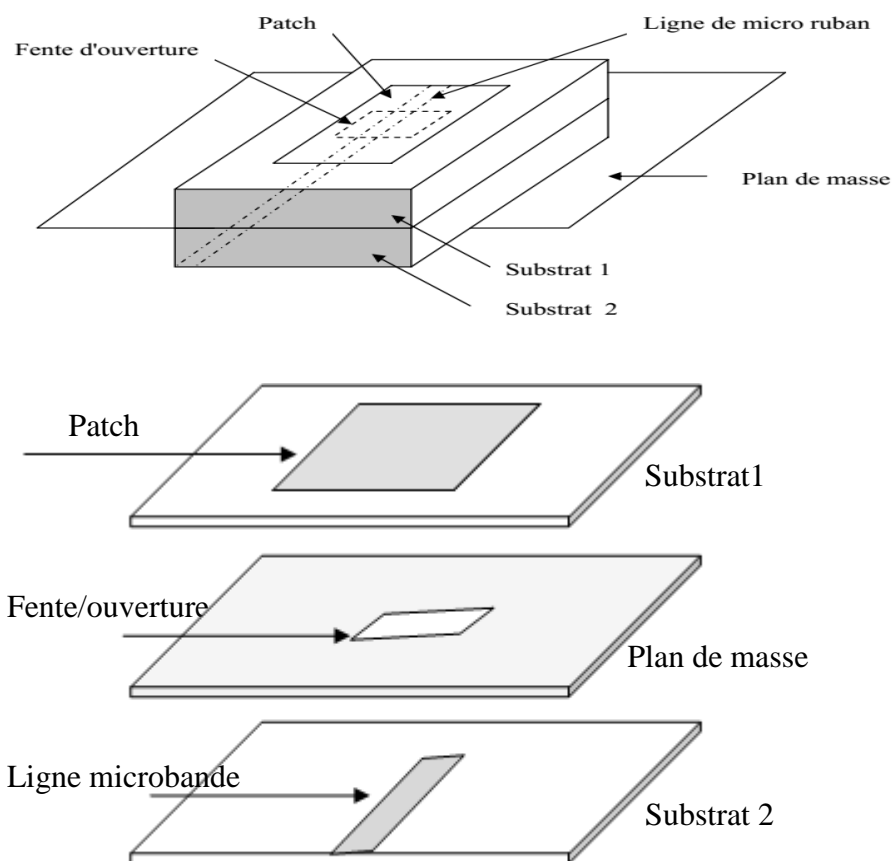 Patch
Ligne de micro ruban
Fente d'ouverture
Plan de masse
Substrat 1
Substrat  2
Patch
Substrat1
Fente/ouverture
Plan de masse
Ligne microbande
Substrat 2